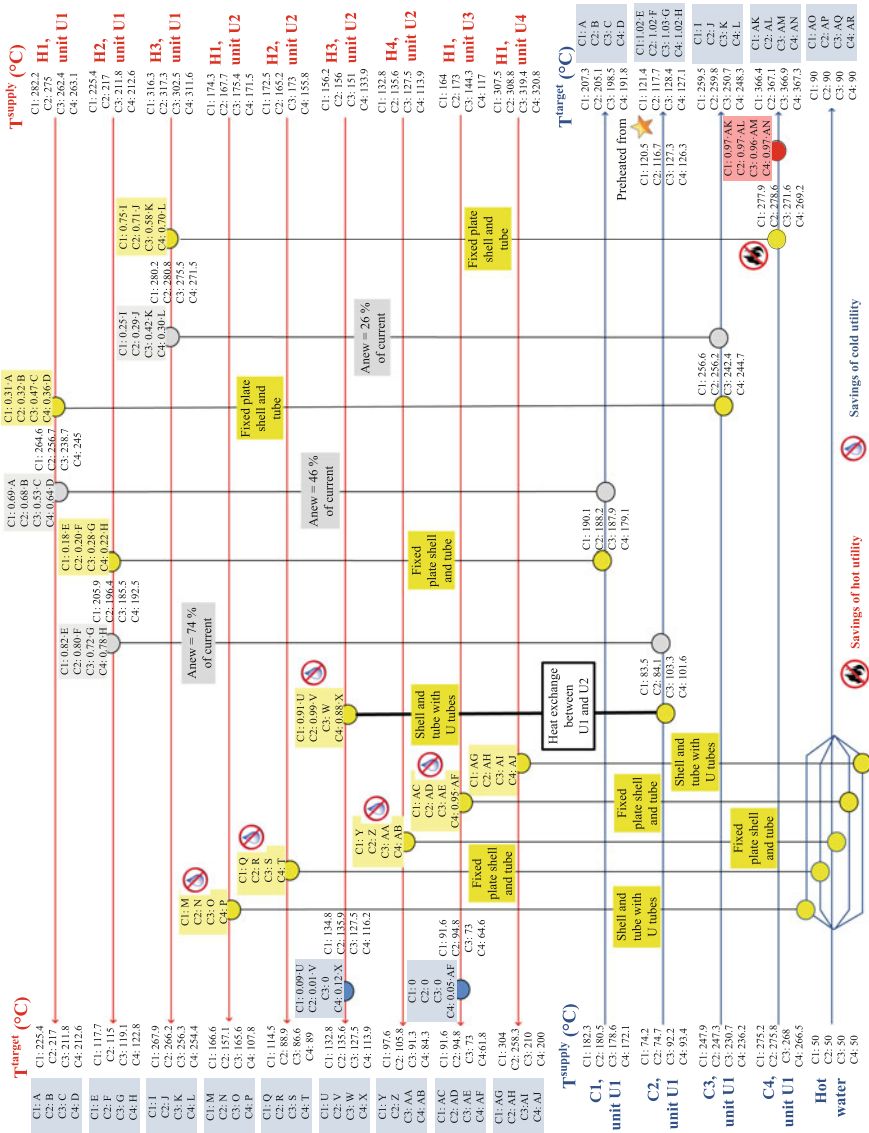 T^supply (°C)
C1: 282.2
C2: 275
C3: 262.4
C4: 263.1
H1,
unit U1
C1: 225.4
C2: 217
C3: 211.8
C4: 212.6
H2,
unit U1
C1: 316.3
C2: 317.3
C3: 302.5
C4: 311.6
H3,
unit U1
C1: 174.3
C2: 167.7
C3: 175.4
C4: 171.5
H1,
unit U2
C1: 172.5
C2: 165.2
C3: 173
C4: 155.8
H2,
unit U2
C1: 156.2
C2: 156
C3: 151
C4: 133.9
H3,
unit U2
C1: 132.8
C2: 135.6
C3: 127.5
C4: 113.9
H4,
unit U2
C1: 164
C2: 173
C3: 144.3
C4: 117
H1,
unit U3
C1: 307.5
C2: 308.8
C3: 319.4
C4: 320.8
H1,
unit U4
T^target (°C)
C1: 207.3
C2: 205.1
C3: 198.5
C4: 191.8
C1: A
C2: B
C3: C
C4: D
C1: 121.4
C2: 117.7
C3: 128.4
C4: 127.1
C1:1.02·E
C2: 1.02·F
C3: 1.03·G
C4: 1.02·H
C1: 259.5
C2: 259.8
C3: 250.7
C4: 248.3
C1: I
C2: J
C3: K
C4: L
C1: 366.4
C2: 367.1
C3: 366.9
C4: 367.3
C1: AK
C2: AL
C3: AM
C4: AN
C1: 90
C2: 90
C3: 90
C4: 90
C1: AO
C2: AP
C3: AQ
C4: AR
Preheated from
C1: 120.5
C2: 116.7
C3: 127.3
C4: 126.3
C1: 0.97·AK
C2: 0.97·AL
C3: 0.96·AM
C4: 0.97·AN
C1: 277.9
C2: 278.6
C3: 271.6
C4: 269.2
C1: 0.75·I
C2: 0.71·J
C3: 0.58·K
C4: 0.70·L
Fixed plate
shell and
tube
C1: 280.2
C2: 280.8
C3: 275.5
C4: 271.5
C1: 0.25·I
C2: 0.29·J
C3: 0.42·K
C4: 0.30·L
Anew = 26 %
of current
C1: 256.6
C2: 256.2
C3: 242.4
C4: 244.7
C1: 0.31·A
C2: 0.32·B
C3: 0.47·C
C4: 0.36·D
Fixed plate
shell and
tube
C1: 264.6
C2: 256.7
C3: 238.7
C4: 245
C1: 0.69·A
C2: 0.68·B
C3: 0.53·C
C4: 0.64·D
Anew = 46 %
of current
C1: 190.1
C2: 188.2
C3: 187.9
C4: 179.1
C1: 0.18·E
C2: 0.20·F
C3: 0.28·G
C4: 0.22·H
Fixed
plate shell
and tube
C1: 205.9
C2: 196.4
C3: 185.5
C4: 192.5
C1: 0.82·E
C2: 0.80·F
C3: 0.72·G
C4: 0.78·H
Anew = 74 %
of current
C1: 83.5
C2: 84.1
C3: 103.3
C4: 101.6
C1: 0.91·U
C2: 0.99·V
C3: W
C4: 0.88·X
Shell and
tube with
U tubes
Heat exchange
between
U1 and U2
C1: AG
C2: AH
C3: AI
C4: AJ
Shell and
tube with
U tubes
C1: AC
C2: AD
C3: AE
C4: 0.95·AF
Fixed
plate shell
and tube
C1: Y
C2: Z
C3: AA
C4: AB
Fixed
plate shell
and tube
C1: Q
C2: R
C3: S
C4: T
Fixed
plate shell
and tube
C1: M
C2: N
C3: O
C4: P
Shell and
tube with
U tubes
C1: 134.8
C2: 135.9
C3: 127.5
C4: 116.2
C1: 0.09·U
C2: 0.01·V
C3: 0
C4: 0.12·X
C1: 91.6
C2: 94.8
C3: 73
C4: 64.6
C1: 0
C2: 0
C3: 0
C4: 0.05·AF
T^target (°C)
C1: 225.4
C2: 217
C3: 211.8
C4: 212.6
C1: A
C2: B
C3: C
C4: D
C1: 117.7
C2: 115
C3: 119.1
C4: 122.8
C1: E
C2: F
C3: G
C4: H
C1: 267.9
C2: 266.2
C3: 256.3
C4: 254.4
C1: I
C2: J
C3: K
C4: L
C1: 166.6
C2: 157.1
C3: 165.6
C4: 107.8
C1: M
C2: N
C3: O
C4: P
C1: 114.5
C2: 88.9
C3: 86.6
C4: 89
C1: Q
C2: R
C3: S
C4: T
C1: 132.8
C2: 135.6
C3: 127.5
C4: 113.9
C1: U
C2: V
C3: W
C4: X
C1: 97.6
C2: 105.8
C3: 91.3
C4: 84.3
C1: Y
C2: Z
C3: AA
C4: AB
C1: 91.6
C2: 94.8
C3: 73
C4:61.8
C1: AC
C2: AD
C3: AE
C4: AF
C1: 304
C2: 258.3
C3: 210
C4: 200
C1: AG
C2: AH
C3:AI
C4: AJ
T^supply (°C)
C1: 182.3
C2: 180.5
C3: 178.6
C4: 172.1
C1,
unit U1
C1: 74.2
C2: 74.7
C3: 92.2
C4: 93.4
C2,
unit U1
C1: 247.9
C2: 247.3
C3: 230.7
C4: 236.2
C3,
unit U1
C1: 275.2
C2: 275.8
C3: 268
C4: 266.5
C4,
unit U1
C1: 50
C2: 50
C3: 50
C4: 50
Hot
water
Savings of hot utility
Savings of cold utility